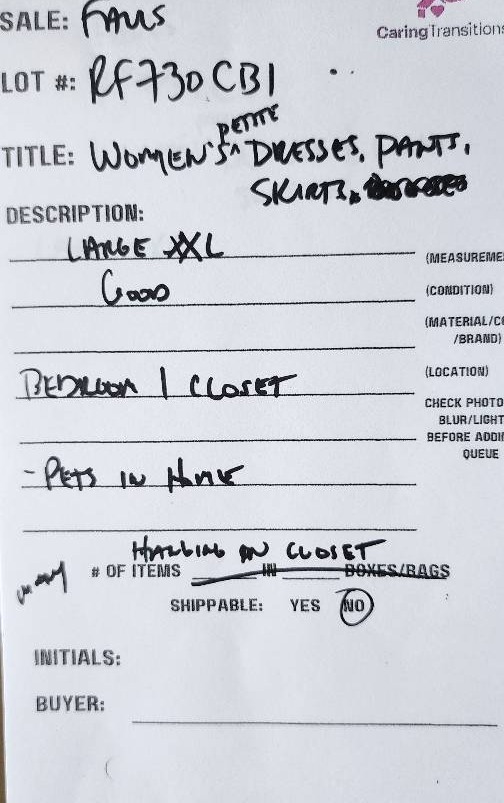 SALE: FALLS
CaringTransitions
LOT #: RF730CB1
PETITE
TITLE: WOMEN'S ^ DRESSES, PANTS,
SKIRTS,
DESCRIPTION:
LARGE XXL
(MEASUREME
GOOD
(CONDITION)
(MATERIAL/CO
/BRAND)
BEDROOM 1 CLOSET
(LOCATION)
CHECK PHOTO
BLUR/LIGHT
BEFORE ADDI
QUEUE
- PETS IN HOME
HANGING IN CLOSET
many # OF ITEMS IN BOXES/BAGS
SHIPPABLE: YES NO
INITIALS:
BUYER: